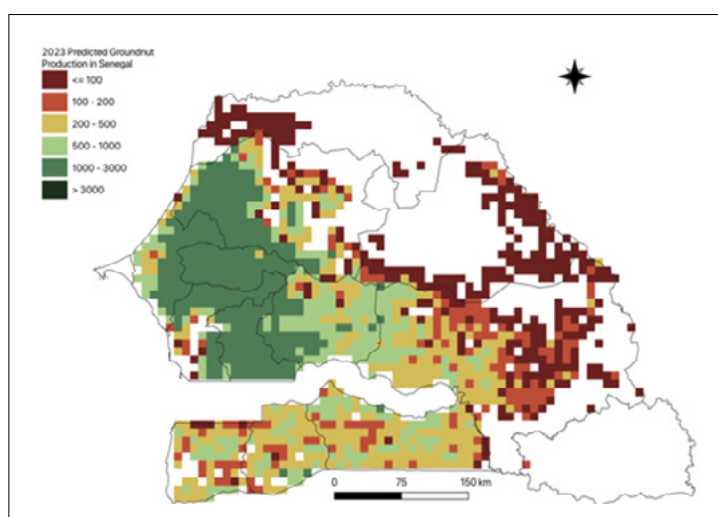 2023 Predicted Groundnut
Production in Senegal
<= 100
100 - 200
200 - 500
500 - 1000
1000 - 3000
> 3000
0 75 150 km